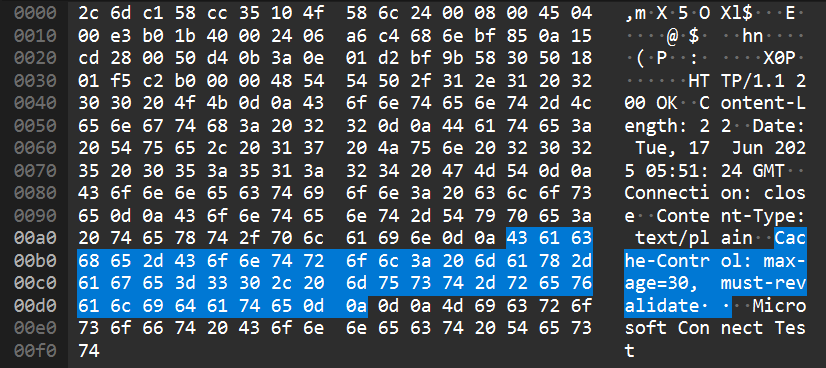 0000 2c 6d c1 58 cc 35 10 4f 58 6c 24 00 08 00 45 04 ,m·X·5·O Xl$···E·
0010 00 e3 b0 1b 40 00 24 06 a6 c4 68 6e bf 85 0a 15 ····@·$· ··hn····
0020 cd 28 00 50 d4 0b 3a 0e 01 d2 bf 9b 58 30 50 18 ·(·P··:· ····X0P·
0030 01 f5 c2 b0 00 00 48 54 54 50 2f 31 2e 31 20 32 ······HT TP/1.1 2
0040 30 30 20 4f 4b 0d 0a 43 6f 6e 74 65 6e 74 2d 4c 00 OK··C ontent-L
0050 65 6e 67 74 68 3a 20 32 32 0d 0a 44 61 74 65 3a ength: 2 2··Date:
0060 20 54 75 65 2c 20 31 37 20 4a 75 6e 20 32 30 32 Tue, 17 Jun 202
0070 35 20 30 35 3a 35 31 3a 32 34 20 47 4d 54 0d 0a 5 05:51: 24 GMT··
0080 43 6f 6e 6e 65 63 74 69 6f 6e 3a 20 63 6c 6f 73 Connecti on: clos
0090 65 0d 0a 43 6f 6e 74 65 6e 74 2d 54 79 70 65 3a e··Conte nt-Type:
00a0 20 74 65 78 74 2f 70 6c 61 69 6e 0d 0a 43 61 63 text/pl ain··Cac
00b0 68 65 2d 43 6f 6e 74 72 6f 6c 3a 20 6d 61 78 2d he-Contr ol: max-
00c0 61 67 65 3d 33 30 2c 20 6d 75 73 74 2d 72 65 76 age=30, must-rev
00d0 61 6c 69 64 61 74 65 0d 0a 0d 0a 4d 69 63 72 6f alidate· ···Micro
00e0 73 6f 66 74 20 43 6f 6e 6e 65 63 74 20 54 65 73 soft Con nect Tes
00f0 74 t